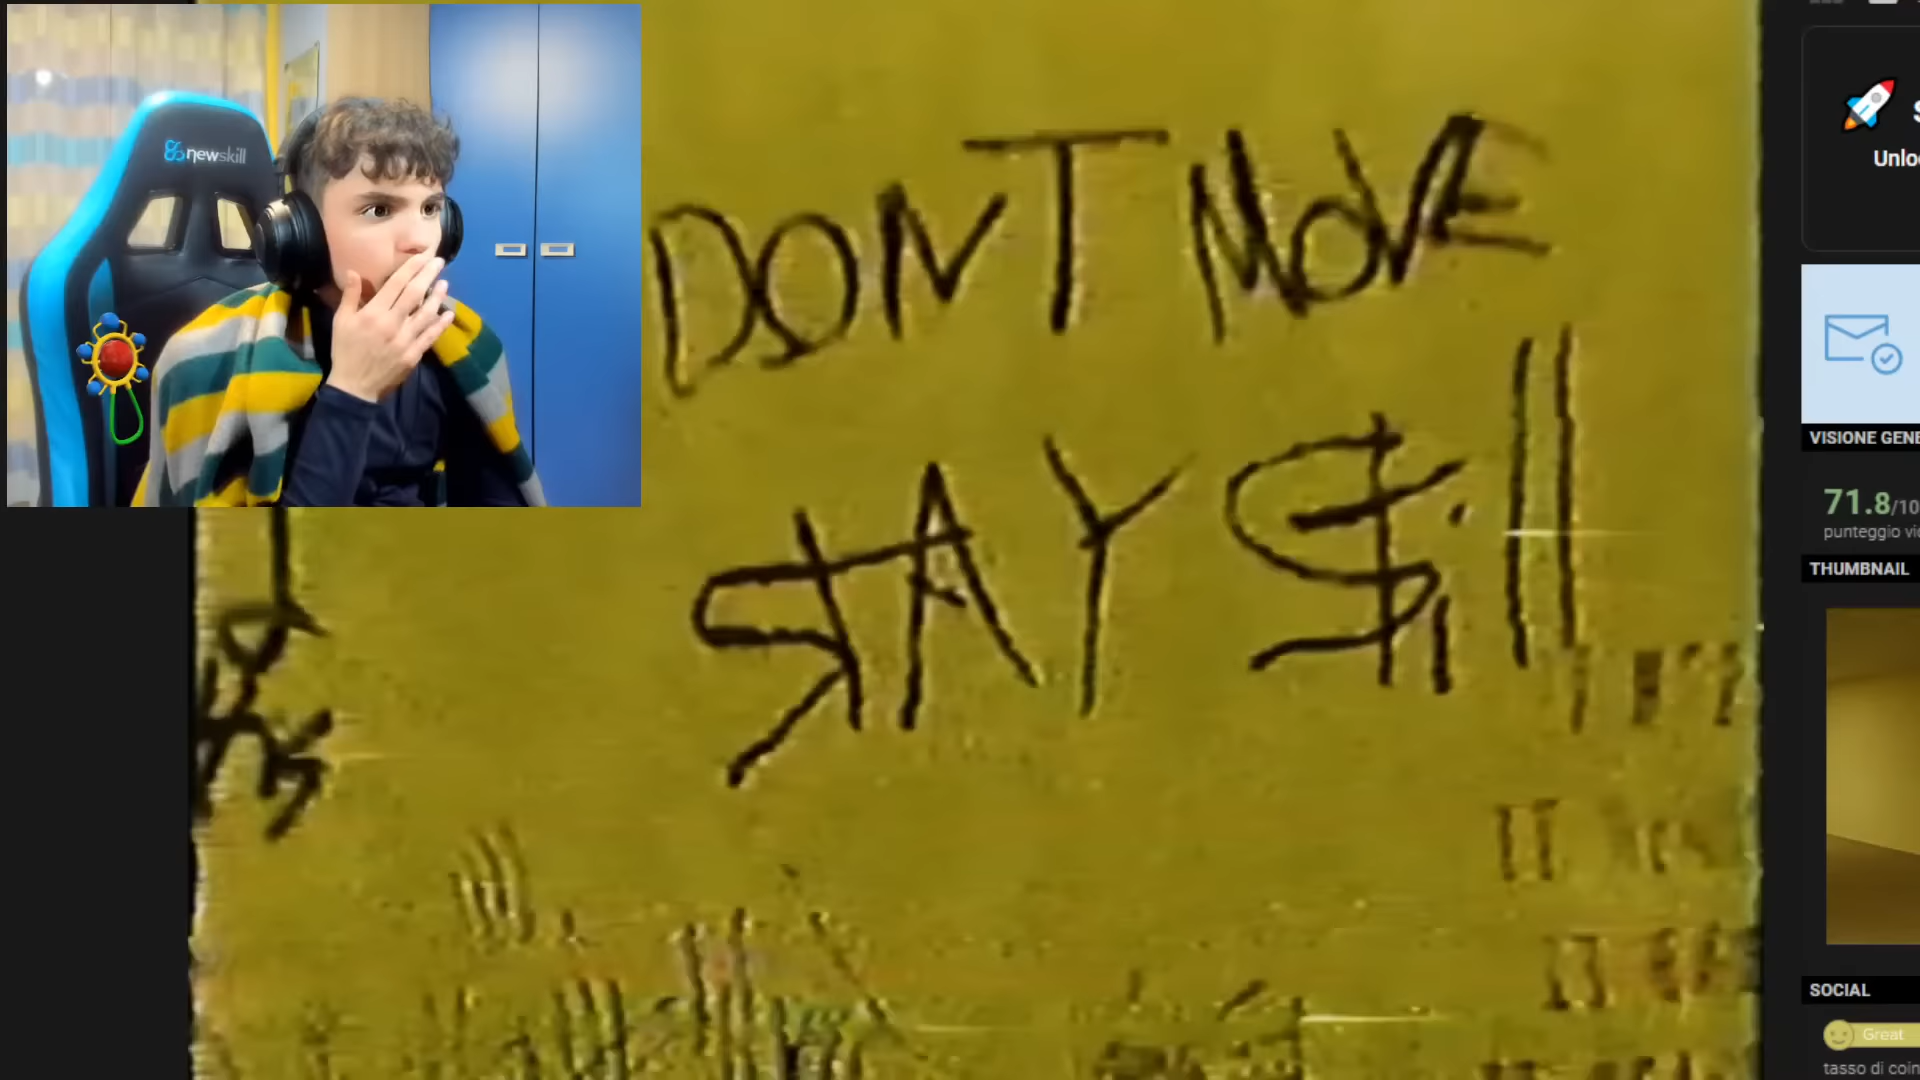 newskill
DONT MOVE
STAY Still
Unlo
VISIONE GENE
71.8/10
punteggio vi
THUMBNAIL
SOCIAL
Great
tasso di coin